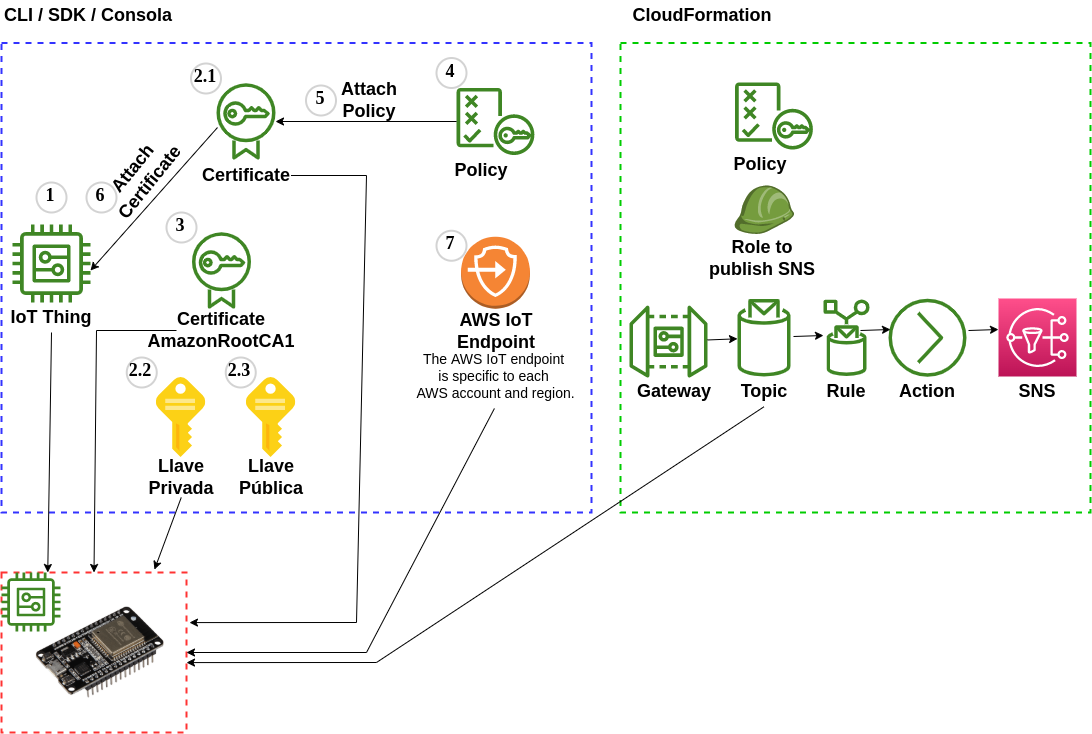 CLI / SDK / Consola
CloudFormation
2.1
4
5
Attach
Policy
Policy
Policy
Certificate
Attach
Certificate
1
6
3
7
Role to
publish SNS
IoT Thing
Certificate
AmazonRootCA1
AWS IoT
Endpoint
The AWS IoT endpoint
is specific to each
AWS account and region.
2.2
2.3
Gateway
Topic
Rule
Action
SNS
Llave
Privada
Llave
Pública